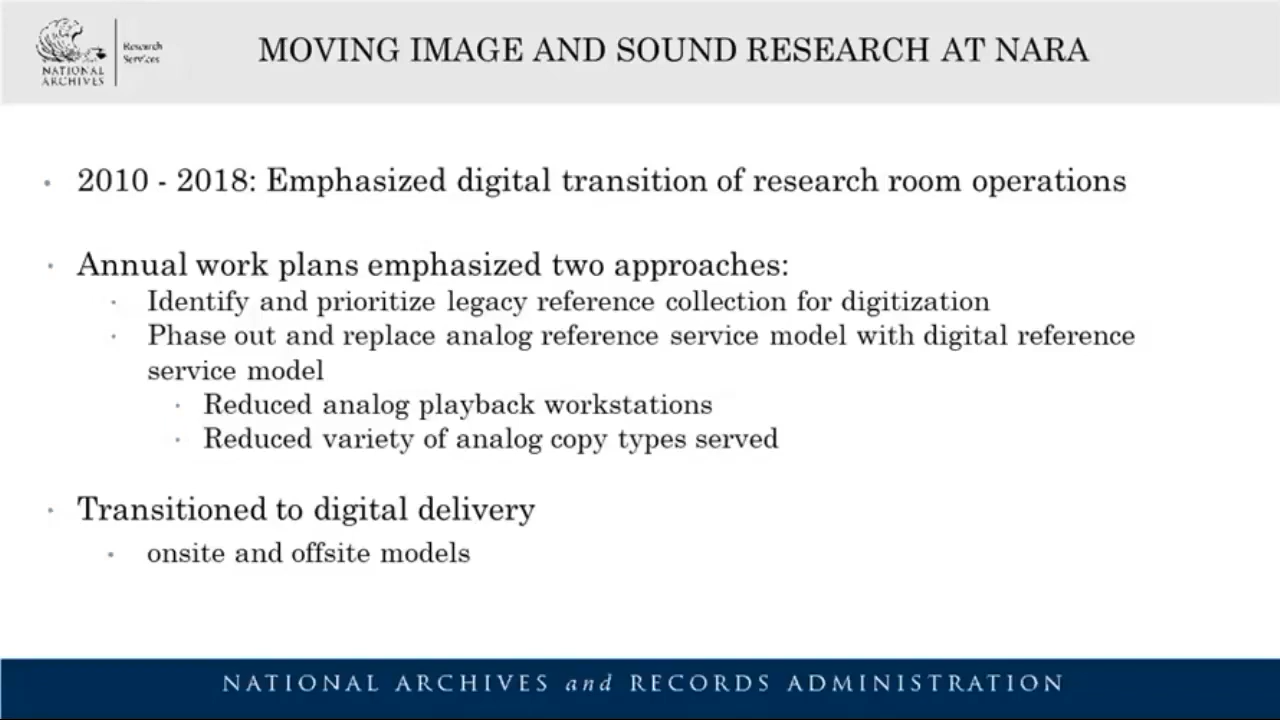 NATIONAL
ARCHIVES
Research
Services
MOVING IMAGE AND SOUND RESEARCH AT NARA
• 2010 - 2018: Emphasized digital transition of research room operations
• Annual work plans emphasized two approaches:
• Identify and prioritize legacy reference collection for digitization
• Phase out and replace analog reference service model with digital reference
service model
• Reduced analog playback workstations
• Reduced variety of analog copy types served
• Transitioned to digital delivery
• onsite and offsite models
NATIONAL ARCHIVES and RECORDS ADMINISTRATION